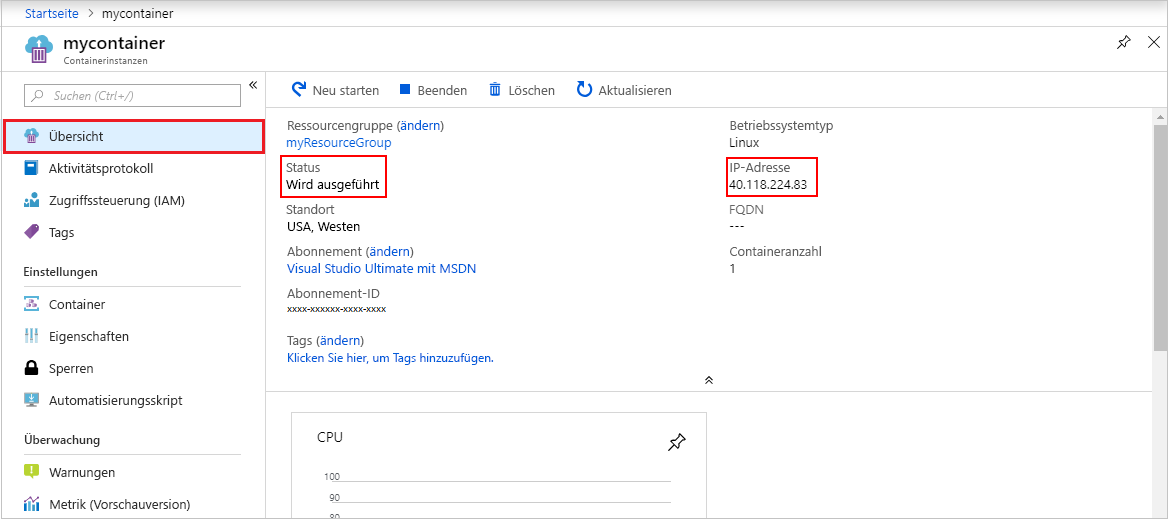 Startseite > mycontainer
mycontainer
Containerinstanzen
Suchen (Ctrl+/)
Übersicht
Aktivitätsprotokoll
Zugriffssteuerung (IAM)
Tags
Einstellungen
Container
Eigenschaften
Sperren
Automatisierungsskript
Überwachung
Warnungen
Metrik (Vorschauversion)
Neu starten Beenden Löschen Aktualisieren
Ressourcengruppe (ändern)
myResourceGroup
Status
Wird ausgeführt
Standort
USA, Westen
Abonnement (ändern)
Visual Studio Ultimate mit MSDN
Abonnement-ID
xxxx-xxxxxx-xxxx-xxxx
Tags (ändern)
Klicken Sie hier, um Tags hinzuzufügen.
Betriebssystemtyp
Linux
IP-Adresse
40.118.224.83
FQDN
---
Containeranzahl
1
CPU
100
90
80